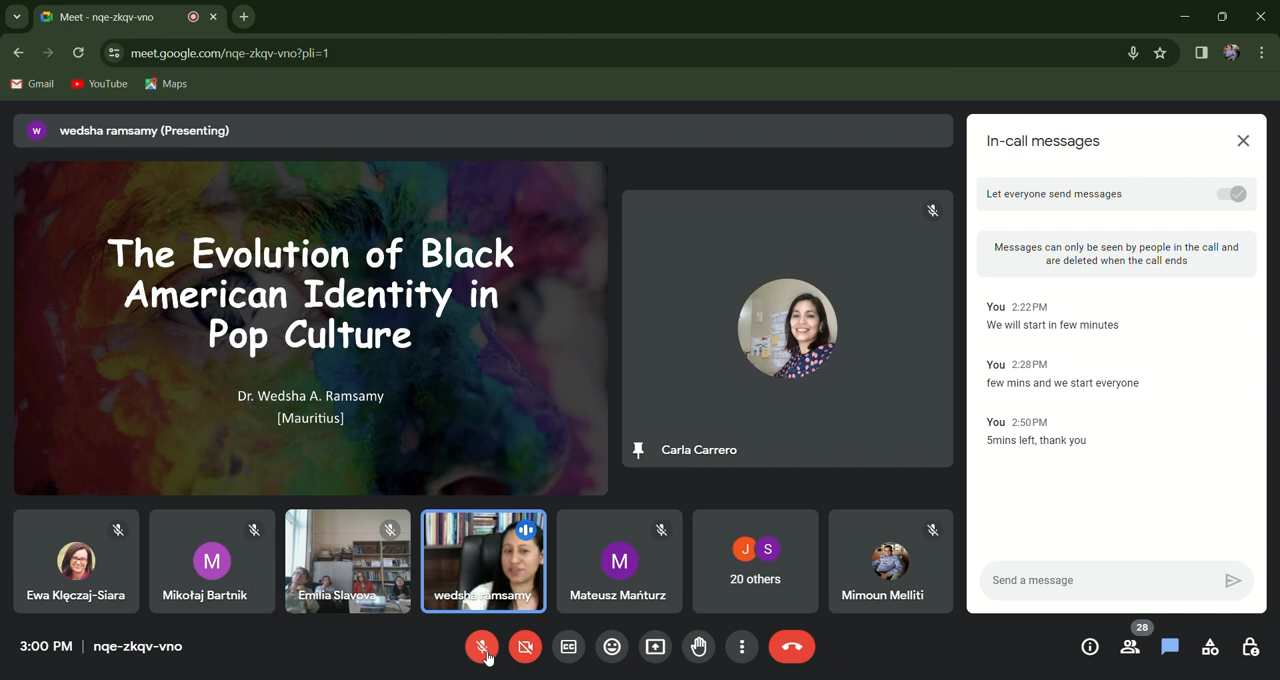 Meet - nqe-zkqv-vno
meet.google.com/nqe-zkqv-vno?pli=1
Gmail YouTube Maps
W wedsha ramsamy (Presenting)
The Evolution of Black
American Identity in
Pop Culture
Dr. Wedsha A. Ramsamy
[Mauritius]
Carla Carrero
Ewa Klęczaj-Siara
M
Mikołaj Bartnik
Emilia Slavova
wedsha ramsamy
M
Mateusz Mańturz
J S
20 others
Mimoun Melliti
In-call messages
Let everyone send messages
Messages can only be seen by people in the call and
are deleted when the call ends
You 2:22 PM
We will start in few minutes
You 2:28 PM
few mins and we start everyone
You 2:50 PM
5mins left, thank you
Send a message
3:00 PM | nqe-zkqv-vno
28